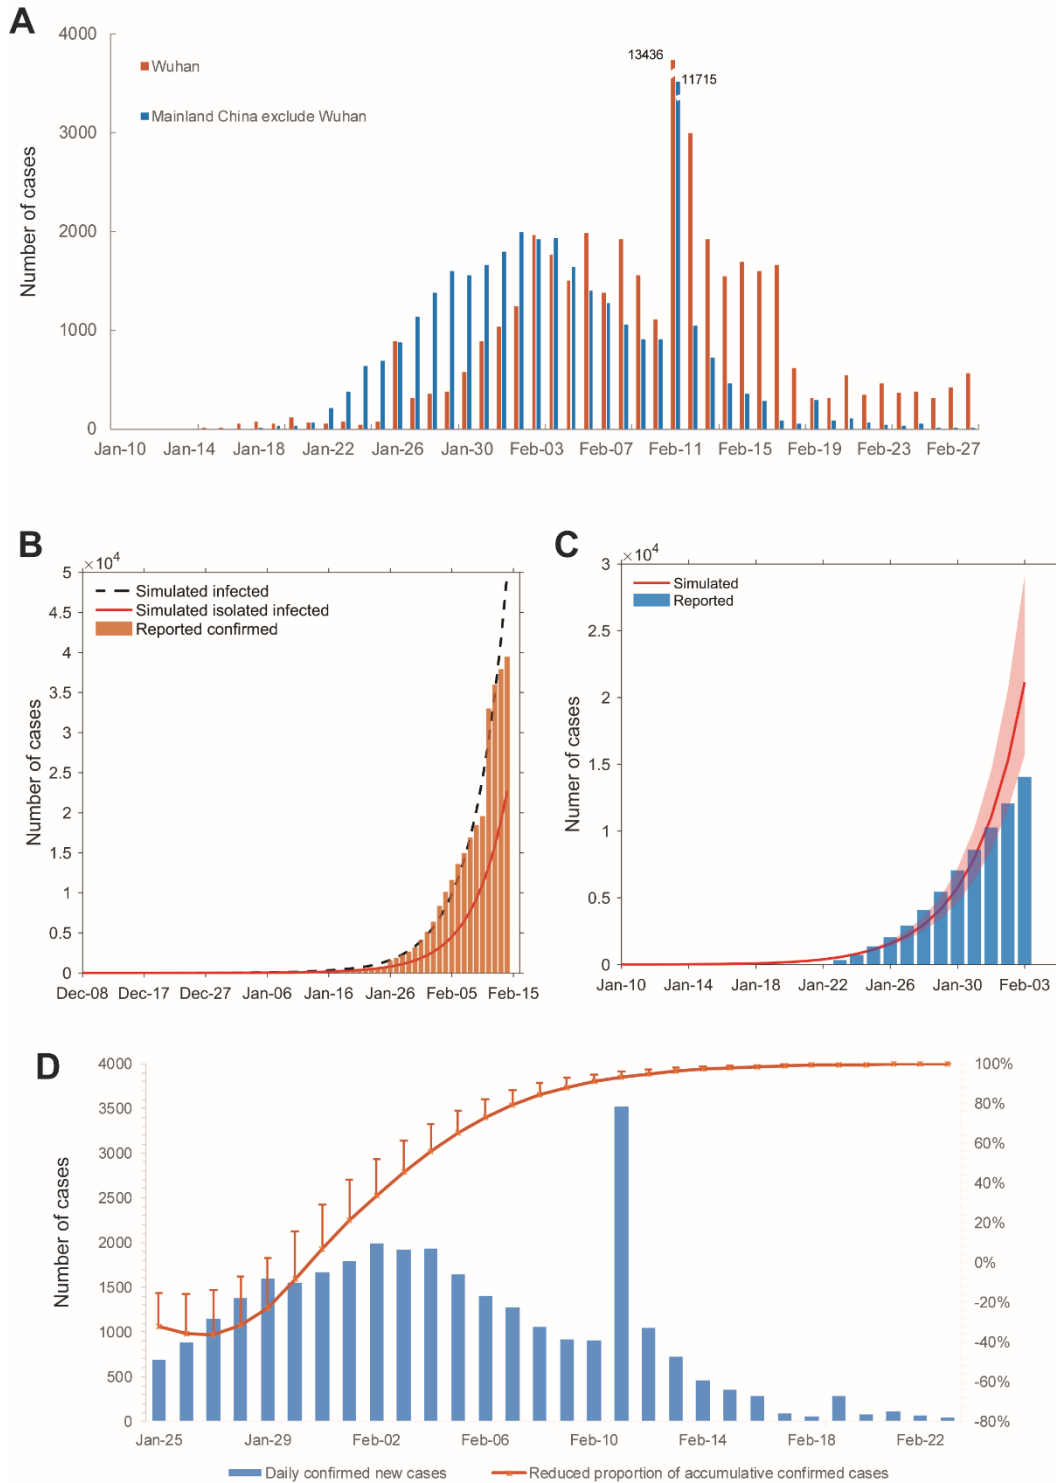 A
4000
3000
2000
1000
0
Number of cases
Wuhan
Mainland China exclude Wuhan
13436
11715
Jan-10 Jan-14 Jan-18 Jan-22 Jan-26 Jan-30 Feb-03 Feb-07 Feb-11 Feb-15 Feb-19 Feb-23 Feb-27
B
×10^4
5
4.5
4
3.5
3
2.5
2
1.5
1
0.5
0
Number of cases
Simulated infected
Simulated isolated infected
Reported confirmed
Dec-08 Dec-17 Dec-27 Jan-06 Jan-16 Jan-26 Feb-05 Feb-15
C
×10^4
3
2.5
2
1.5
1
0.5
0
Numer of cases
Simulated
Reported
Jan-10 Jan-14 Jan-18 Jan-22 Jan-26 Jan-30 Feb-03
D
4000
3500
3000
2500
2000
1500
1000
500
0
Number of cases
100%
80%
60%
40%
20%
0%
-20%
-40%
-60%
-80%
Jan-25 Jan-29 Feb-02 Feb-06 Feb-10 Feb-14 Feb-18 Feb-22
Daily confirmed new cases
Reduced proportion of accumulative confirmed cases